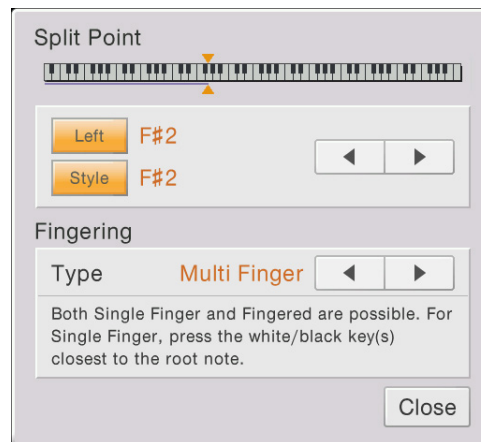 Split Point
Left F♯2
Style F♯2
Fingering
Type Multi Finger
Both Single Finger and Fingered are possible. For
Single Finger, press the white/black key(s)
closest to the root note.
Close